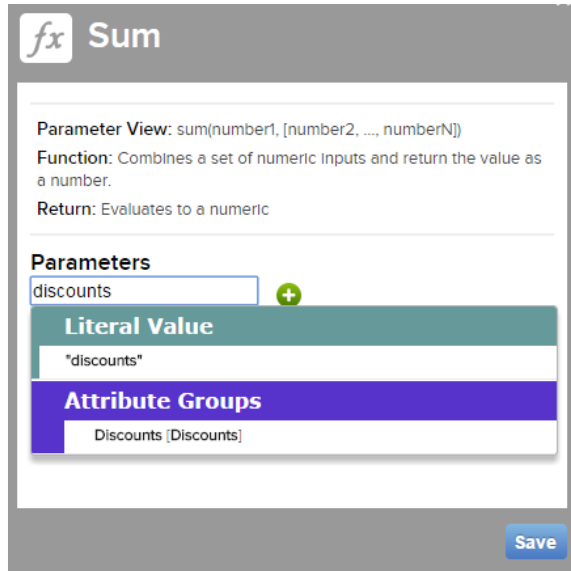 fx Sum
Parameter View: sum(number1, [number2, ..., numberN])
Function: Combines a set of numeric inputs and return the value as
a number.
Return: Evaluates to a numeric
Parameters
discounts
Literal Value
"discounts"
Attribute Groups
Discounts [Discounts]
Save